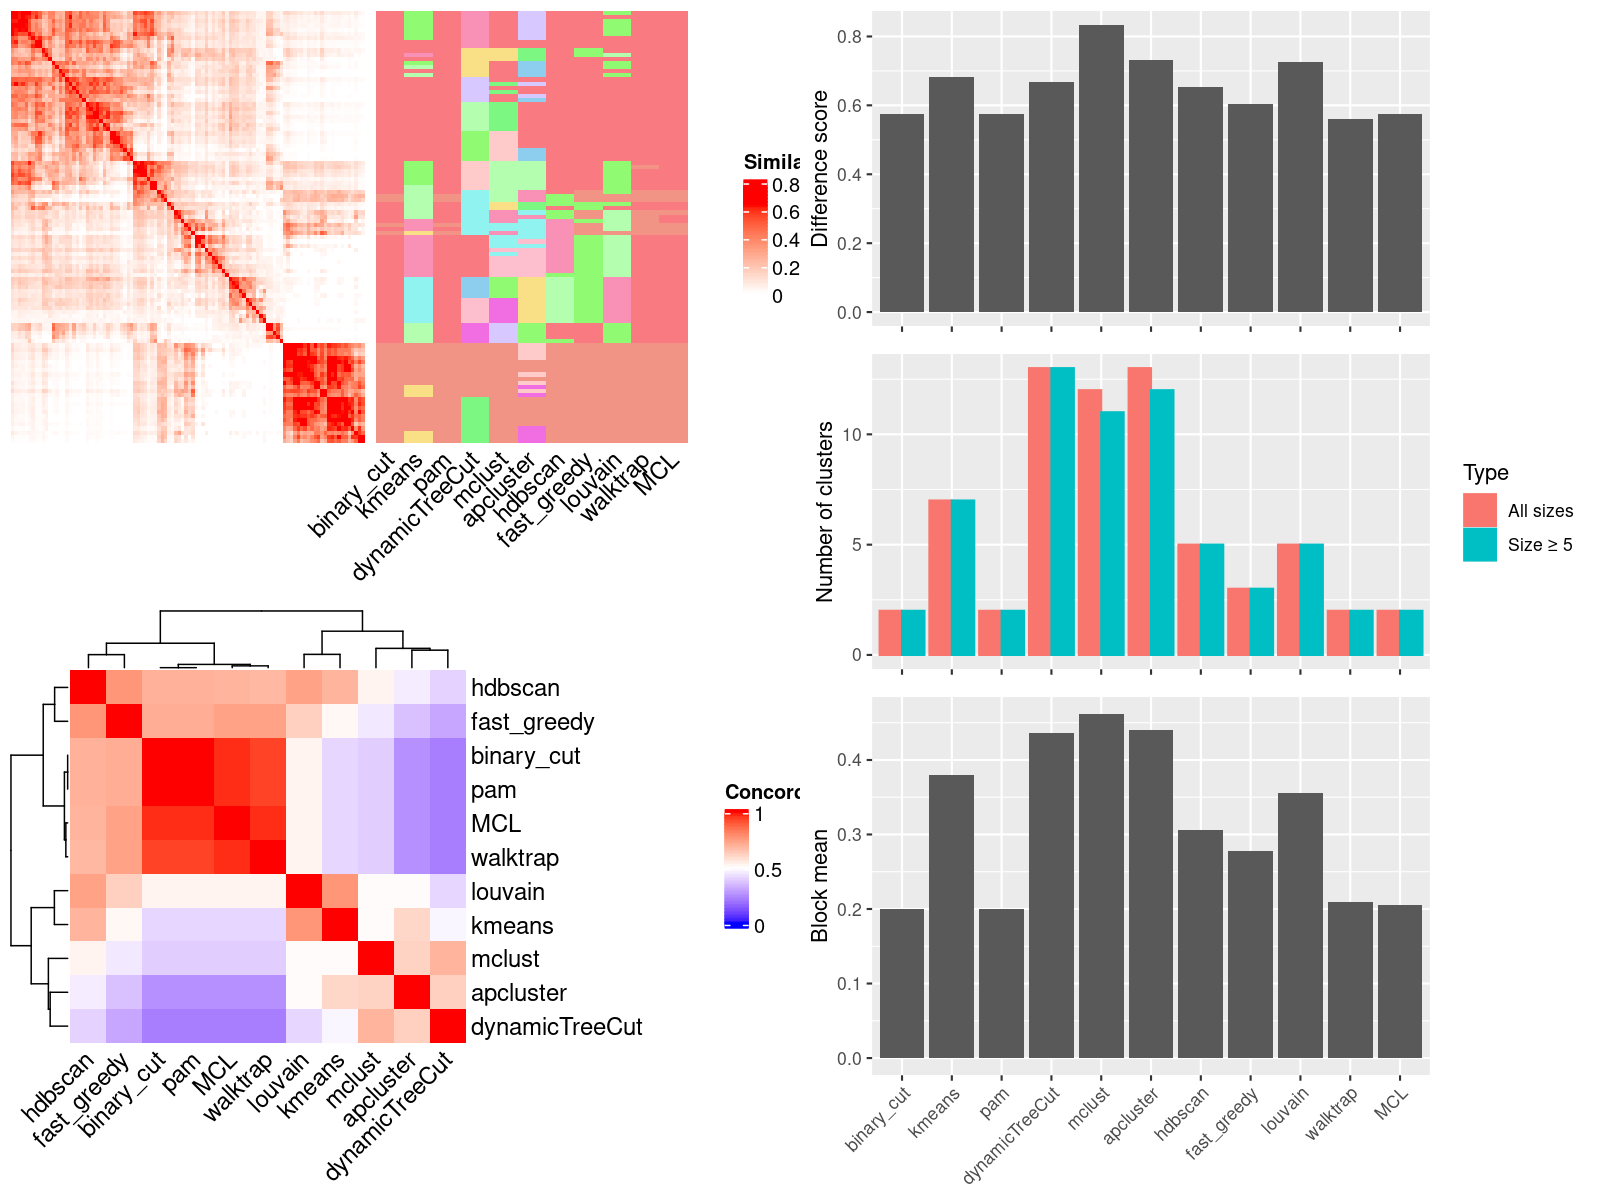 Simila
0.8
0.6
0.4
0.2
0
binary_cut
kmeans
pam
dynamicTreeCut
mclust
apcluster
hdbscan
fast_greedy
louvain
walktrap
MCL
hdbscan
fast_greedy
binary_cut
pam
MCL
walktrap
louvain
kmeans
mclust
apcluster
dynamicTreeCut
hdbscan
fast_greedy
binary_cut
pam
MCL
walktrap
louvain
kmeans
mclust
apcluster
dynamicTreeCut
Concord
1
0.5
0
Difference score
0.8
0.6
0.4
0.2
0.0
Number of clusters
10
5
0
Type
All sizes
Size ≥ 5
Block mean
0.4
0.3
0.2
0.1
0.0
binary_cut
kmeans
pam
dynamicTreeCut
mclust
apcluster
hdbscan
fast_greedy
louvain
walktrap
MCL